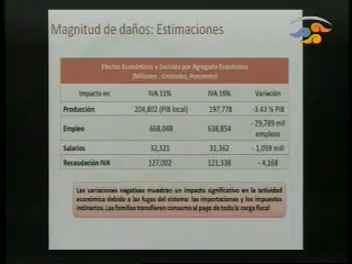 Magnitud de daños: Estimaciones
Efectos Económicos y Sociales por Agregado Económico
(Millones, Unidades, Porciento)
Impacto en IVA 11% IVA 16% Variación
Producción 204,802 (PIB local) 197,778 -3.43 % PIB
Empleo 668,048 638,854 - 29,789 mil empleos
Salarios 32,321 31,362 - 1,059 mill
Recaudación IVA 127,002 121,338 - 4,168
Las variaciones negativas muestran un impacto significativo en la actividad
económica debido a las fugas del sistema: las importaciones y los impuestos
indirectos. Las familias transfieren consumo al pago de toda la carga fiscal